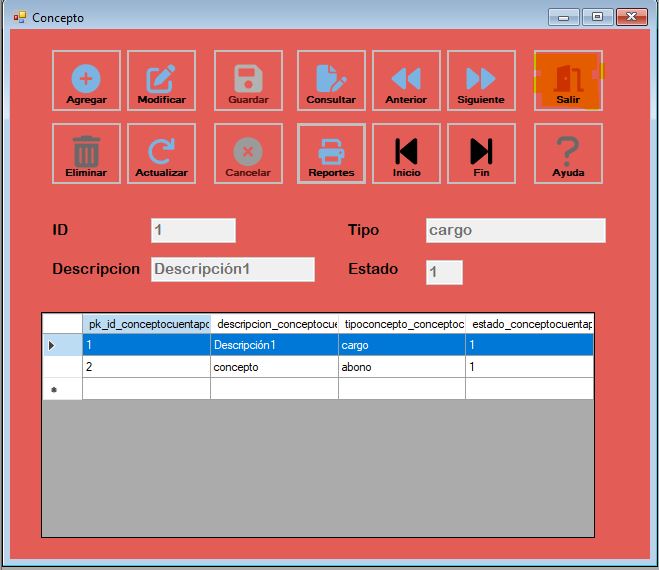 Concepto
Agregar Modificar Guardar Consultar Anterior Siguiente Salir
Eliminar Actualizar Cancelar Reportes Inicio Fin Ayuda
ID 1 Tipo cargo
Descripcion Descripción1 Estado 1
pk_id_conceptocuentapo descripcion_conceptocue tipoconcepto_conceptoc estado_conceptocuentap
1 Descripción1 cargo 1
2 concepto abono 1